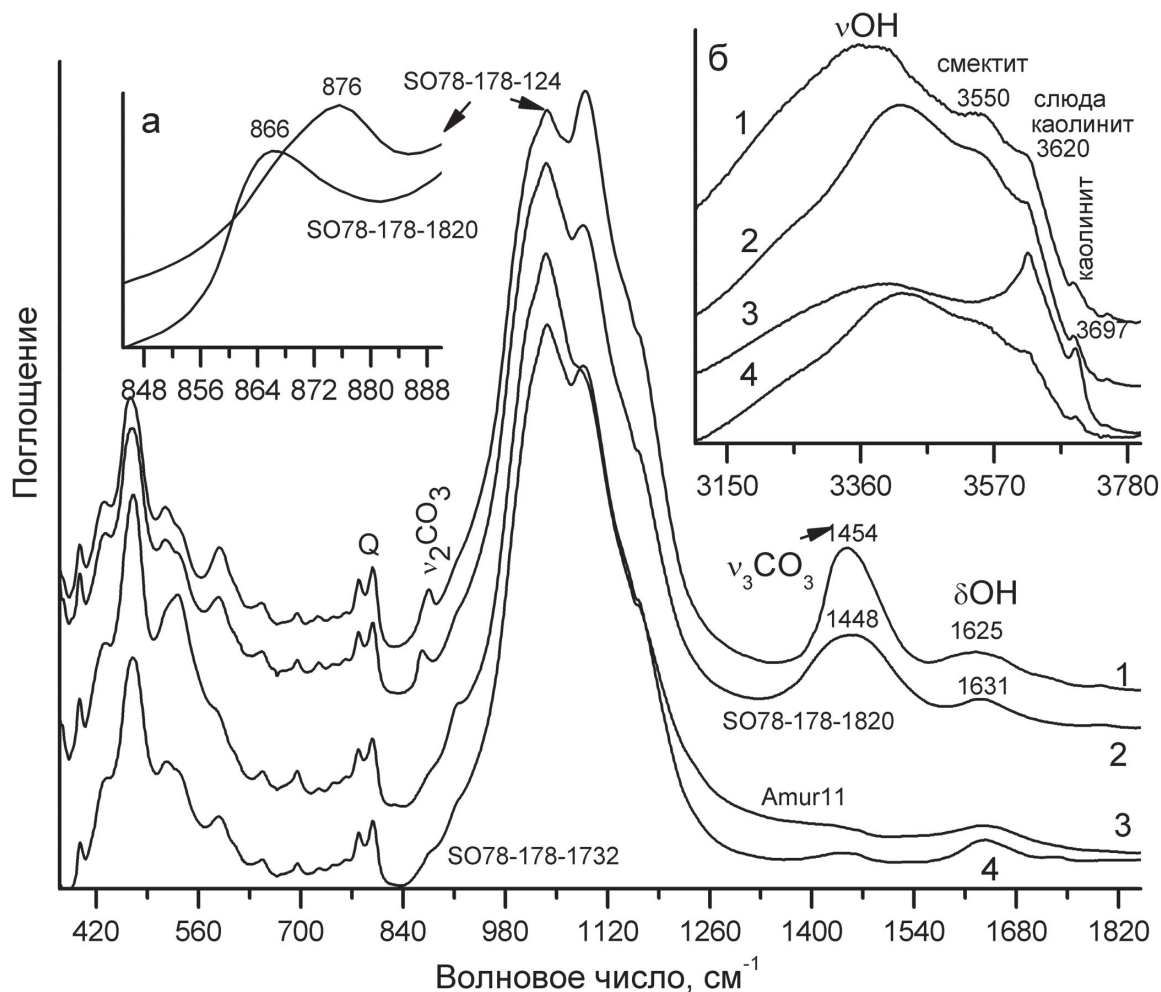 а
876
866
SO78-178-124
SO78-178-1820
848 856 864 872 880 888
б
νOH
смектит
3550
слюда
каолинит
3620
каолинит
3697
1
2
3
4
3150 3360 3570 3780
Поглощение
Q
ν2CO3
ν3CO3
1454
1448
δOH
1625
1631
SO78-178-1820
Amur11
SO78-178-1732
1
2
3
4
420 560 700 840 980 1120 1260 1400 1540 1680 1820
Волновое число, см-1